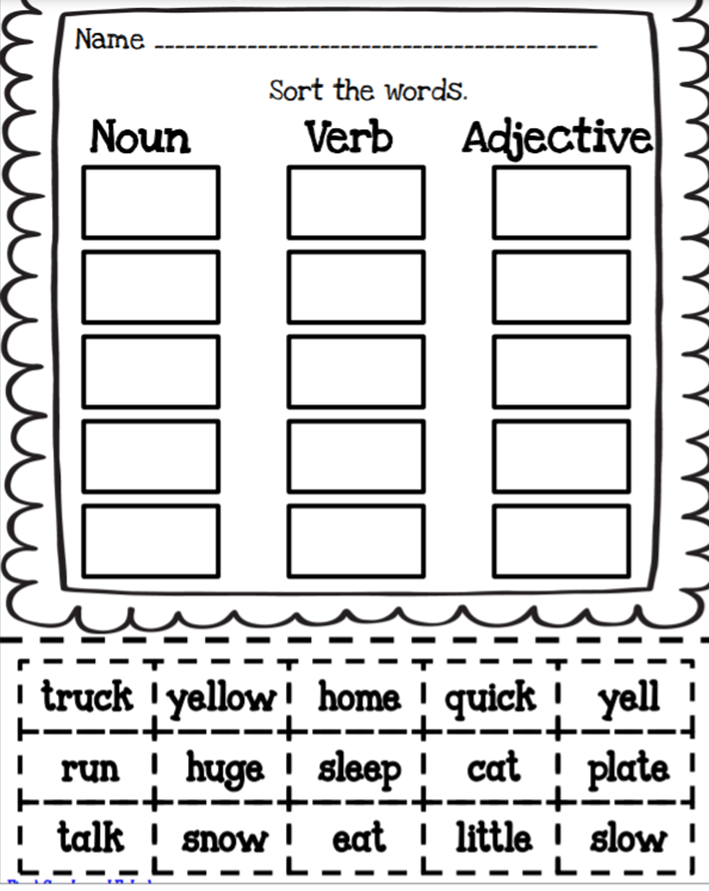 Name
Sort the words.
Noun Verb Adjective
truck yellow home quick yell
run huge sleep cat plate
talk snow eat little slow